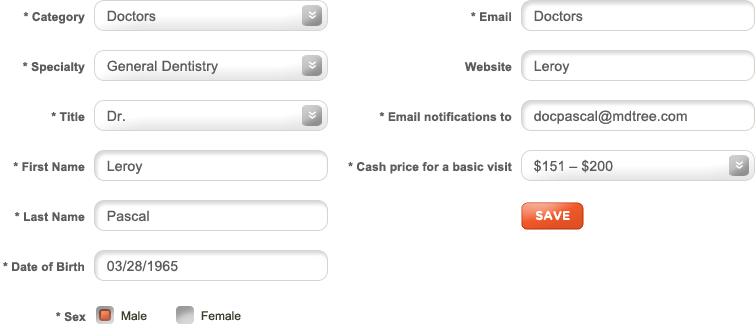 * Category Doctors
* Specialty General Dentistry
* Title Dr.
* First Name Leroy
* Last Name Pascal
* Date of Birth 03/28/1965
* Sex Male Female
* Email Doctors
Website Leroy
* Email notifications to docpascal@mdtree.com
* Cash price for a basic visit $151 – $200
SAVE